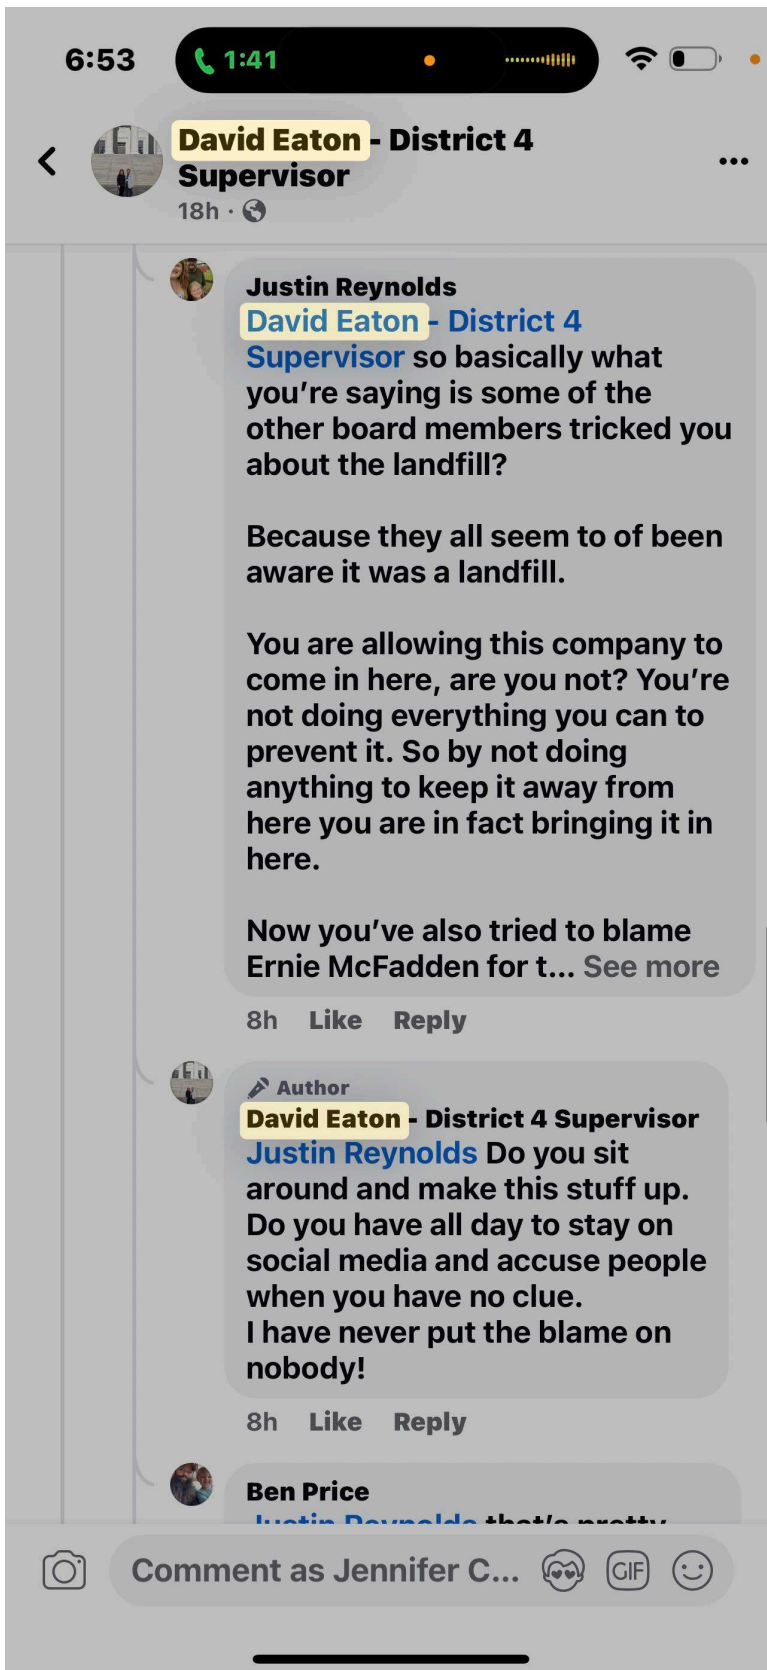 6:53 1:41
David Eaton - District 4
Supervisor
18h ·
Justin Reynolds
David Eaton - District 4
Supervisor so basically what
you're saying is some of the
other board members tricked you
about the landfill?
Because they all seem to of been
aware it was a landfill.
You are allowing this company to
come in here, are you not? You're
not doing everything you can to
prevent it. So by not doing
anything to keep it away from
here you are in fact bringing it in
here.
Now you've also tried to blame
Ernie McFadden for t... See more
8h Like Reply
Author
David Eaton - District 4 Supervisor
Justin Reynolds Do you sit
around and make this stuff up.
Do you have all day to stay on
social media and accuse people
when you have no clue.
I have never put the blame on
nobody!
8h Like Reply
Ben Price
Justin Reynolds that's pretty
Comment as Jennifer C... GIF